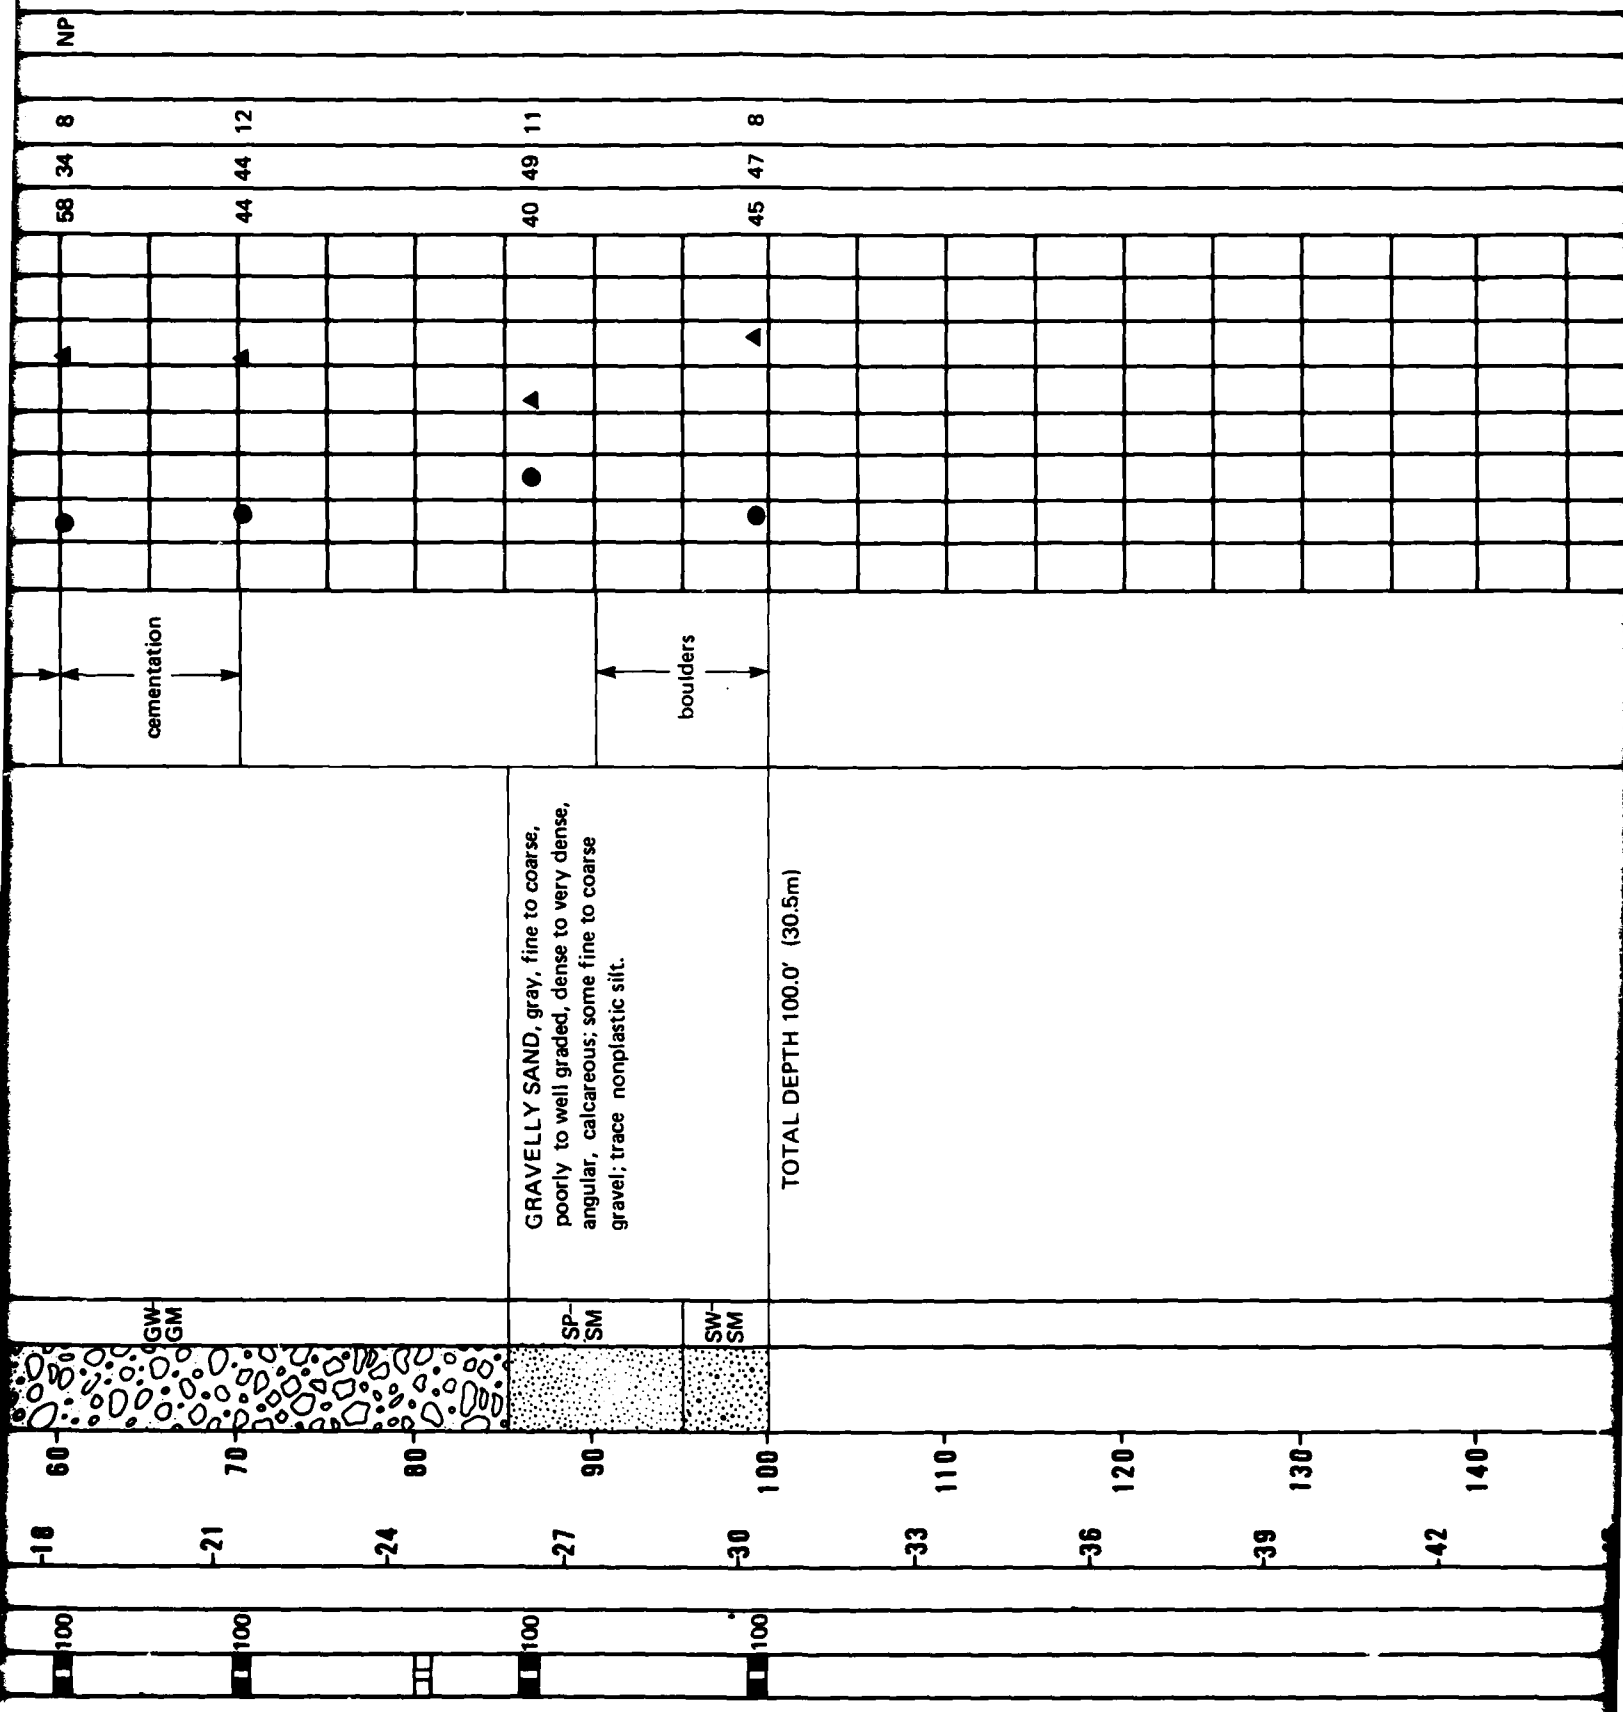 NP
58 34 8
44 44 12
40 49 11
45 47 8
cementation
boulders
GRAVELLY SAND, gray, fine to coarse,
poorly to well graded, dense to very dense,
angular, calcareous; some fine to coarse
gravel; trace nonplastic silt.
TOTAL DEPTH 100.0' (30.5m)
GW-
GM
SP-
SM
SW-
SM
60
70
80
90
100
110
120
130
140
18
21
24
27
30
33
36
39
42
100
100
100
100